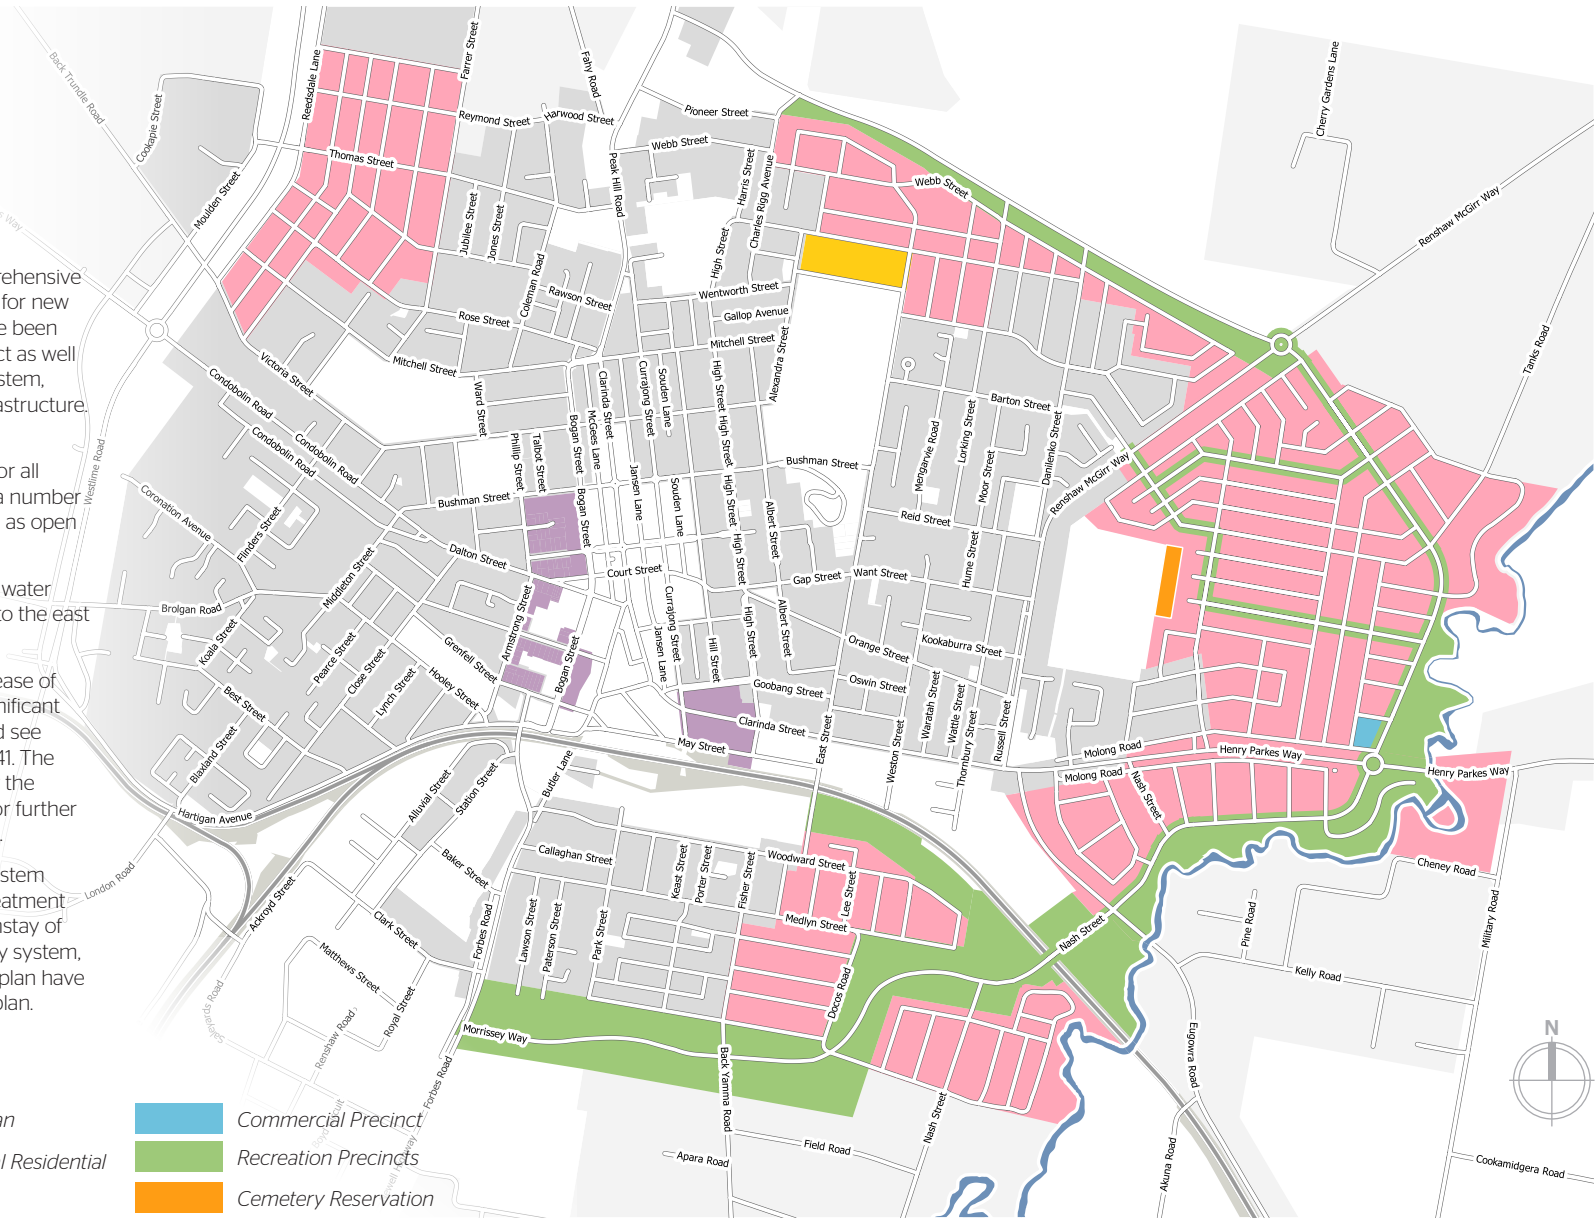 rehensive
for new
e been
ct as well
stem,
astructure.
or all
a number
as open
water
to the east
ease of
nificant
d see
41. The
the
or further
stem
eatment
nstay of
y system,
plan have
plan.
an
l Residential
Commercial Precinct
Recreation Precincts
Cemetery Reservation
N
Back Trundle Road
Cookapie Street
Moulden Street
Reedsdale Lane
Farrer Street
Fahy Road
Reymond Street
Harwood Street
Thomas Street
Jubilee Street
Jones Street
Coleman Road
Rawson Street
Rose Street
Peak Hill Road
Pioneer Street
Webb Street
Harris Street
Charles Rigg Avenue
High Street
Webb Street
Wentworth Street
Gallop Avenue
Mitchell Street
Mitchell Street
Alexandra Street
Cherry Gardens Lane
Renshaw McGirr Way
Tanks Road
Victoria Street
Condobolin Road
Condobolin Road
Condobolin Road
Westlime Road
Coronation Avenue
Flinders Street
Ward Street
Phillip Street
Talbot Street
Bogan Street
Bogan Street
McGees Lane
Clarinda Street
Currajong Street
Souden Lane
High Street
High Street
High Street
High Street
High Street
Jansen Lane
Souden Lane
Bushman Street
Bushman Street
Albert Street
Albert Street
Mengarvie Road
Lorking Street
Moor Street
Barton Street
Danilenko Street
Renshaw McGirr Way
Reid Street
Hume Street
Dalton Street
Middleton Street
Court Street
Gap Street
Want Street
Brolgan Road
Koala Street
Pearce Street
Close Street
Lynch Street
Grenfell Street
Hooley Street
Armstrong Street
Bogan Street
Currajong Street
Jansen Lane
Hill Street
Orange Street
Kookaburra Street
Oswin Street
Goobang Street
Clarinda Street
May Street
East Street
Weston Street
Waratah Street
Wattle Street
Thornbury Street
Russell Street
Best Street
Blaxland Street
Hartigan Avenue
London Road
Alluvial Street
Station Street
Butler Lane
Molong Road
Molong Road
Nash Street
Henry Parkes Way
Henry Parkes Way
Callaghan Street
Baker Street
Ackroyd Street
Clark Street
Matthews Street
Royal Street
Renshaw Road
Saleyards Road
Forbes Road
Forbes Road
Lawson Street
Paterson Street
Park Street
Keast Street
Porter Street
Fisher Street
Woodward Street
Lee Street
Medlyn Street
Docos Road
Nash Street
Morrissey Way
Back Yamma Road
Nash Street
Field Road
Apara Road
Cheney Road
Pine Road
Kelly Road
Military Road
Eugowra Road
Akuna Road
Cookamidgera Road